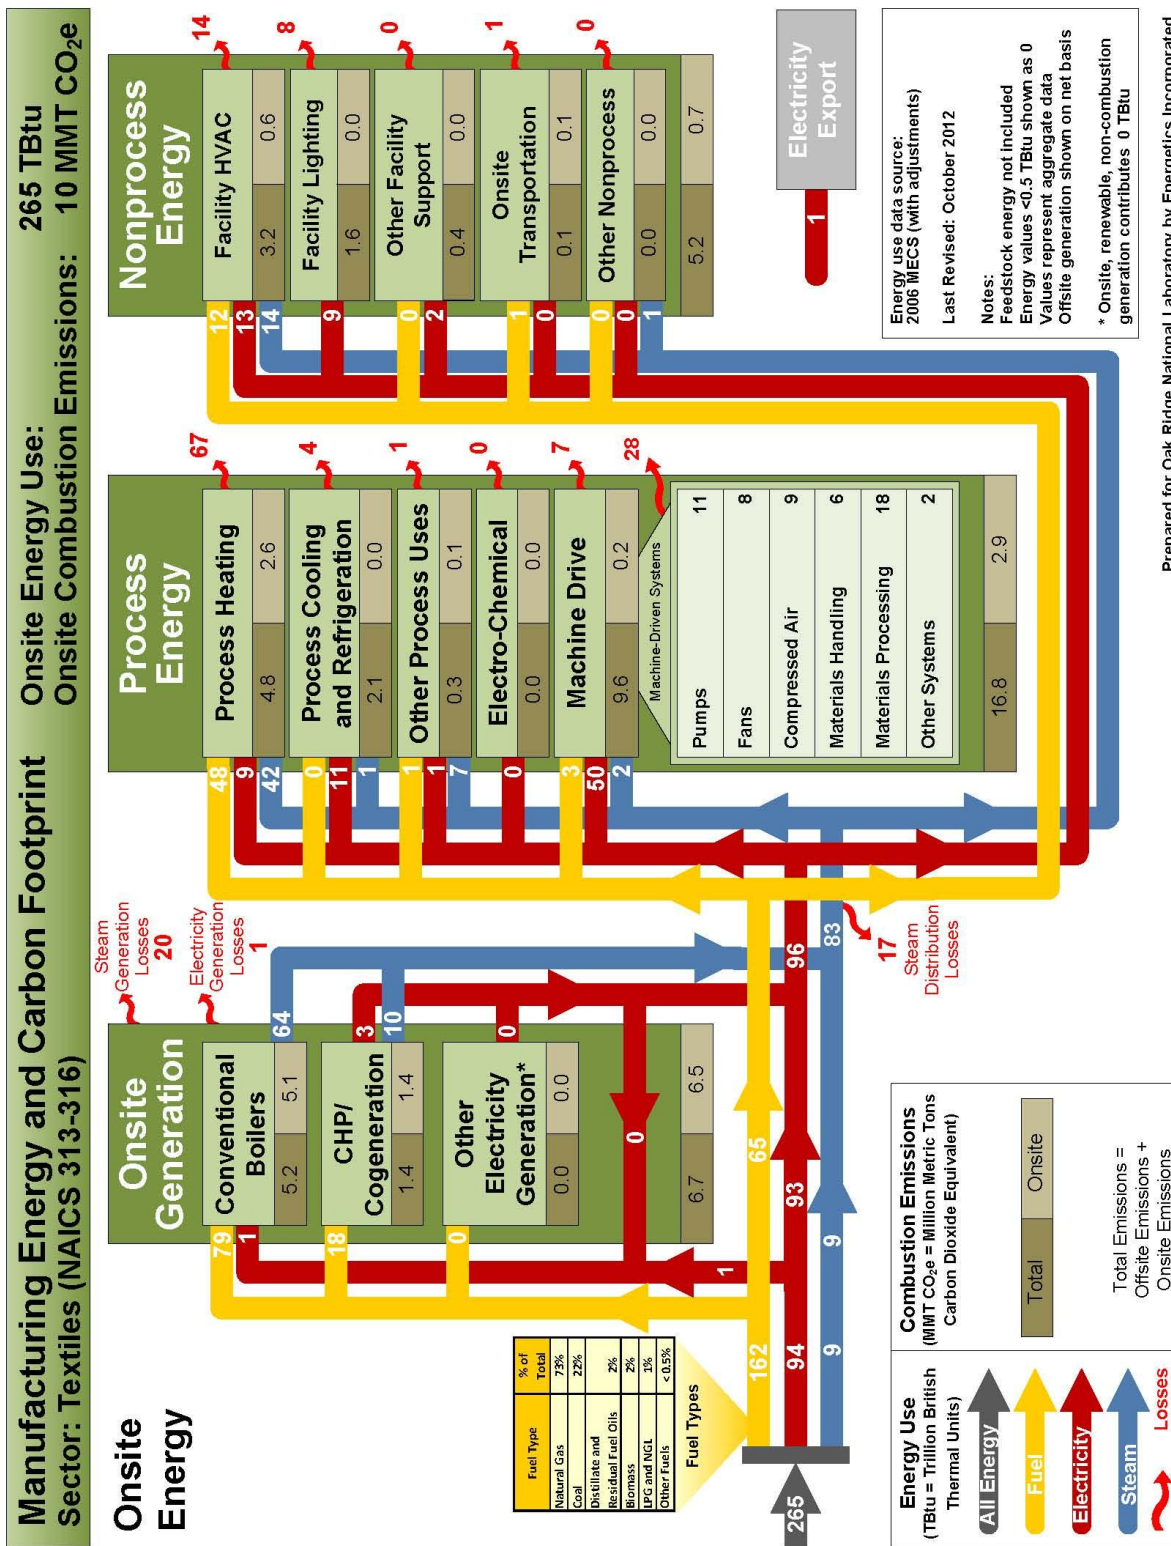 Manufacturing Energy and Carbon Footprint
Sector: Textiles (NAICS 313-316)
Onsite Energy Use: 265 TBtu
Onsite Combustion Emissions: 10 MMT CO₂e
Onsite
Energy
Fuel Type
% of
Total
Natural Gas 73%
Coal 22%
Distilate and
Residual Fuel Oils 2%
Biomass 2%
LPG and NGL 1%
Other Fuels < 0.5%
Fuel Types
265
162
94
9
Onsite
Generation
Steam
Generation
Losses
20
Electricity
Generation
Losses
1
79
1
Conventional
Boilers
5.2 5.1
64
18
CHP/
Cogeneration
1.4 1.4
3
10
0
Other
Electricity
Generation*
0.0 0.0
0
0
6.7 6.5
1
65
93
9
96
83
17
Steam
Distribution
Losses
Process
Energy
48
9
42
Process Heating
4.8 2.6
67
0
11
1
Process Cooling
and Refrigeration
2.1 0.0
4
1
1
7
Other Process Uses
0.3 0.1
1
0
Electro-Chemical
0.0 0.0
0
3
50
2
Machine Drive
9.6 0.2
7
Machine-Driven Systems
28
Pumps 11
Fans 8
Compressed Air 9
Materials Handling 6
Materials Processing 18
Other Systems 2
16.8 2.9
Nonprocess
Energy
12
13
14
Facility HVAC
3.2 0.6
14
9
Facility Lighting
1.6 0.0
8
0
2
Other Facility
Support
0.4 0.0
0
1
0
Onsite
Transportation
0.1 0.1
1
0
0
1
Other Nonprocess
0.0 0.0
0
5.2 0.7
1
Electricity
Export
Energy Use
(TBtu = Trillion British
Thermal Units)
All Energy
Fuel
Electricity
Steam
Losses
Combustion Emissions
(MMT CO₂e = Million Metric Tons
Carbon Dioxide Equivalent)
Total Onsite
Total Emissions =
Offsite Emissions +
Onsite Emissions
Energy use data source:
2006 MECS (with adjustments)
Last Revised: October 2012
Notes:
Feedstock energy not included
Energy values <0.5 TBtu shown as 0
Values represent aggregate data
Offsite generation shown on net basis
* Onsite, renewable, non-combustion
generation contributes 0 TBtu
Prepared for Oak Ridge National Laboratory by Energetics Incorporated